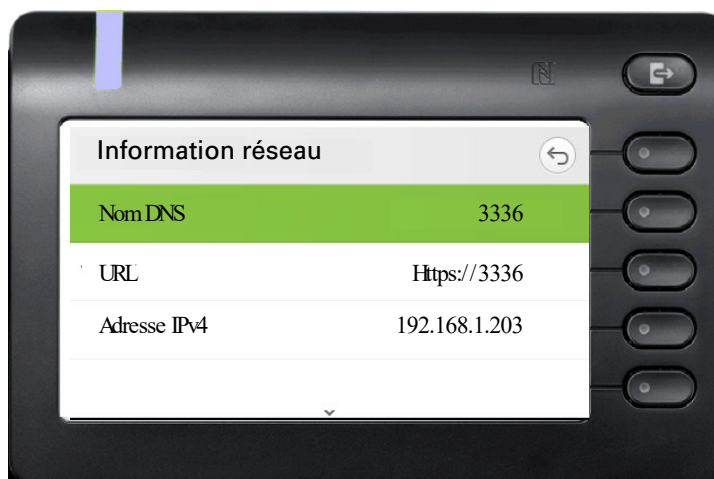 Information réseau
Nom DNS 3336
URL Https://3336
Adresse IPv4 192.168.1.203